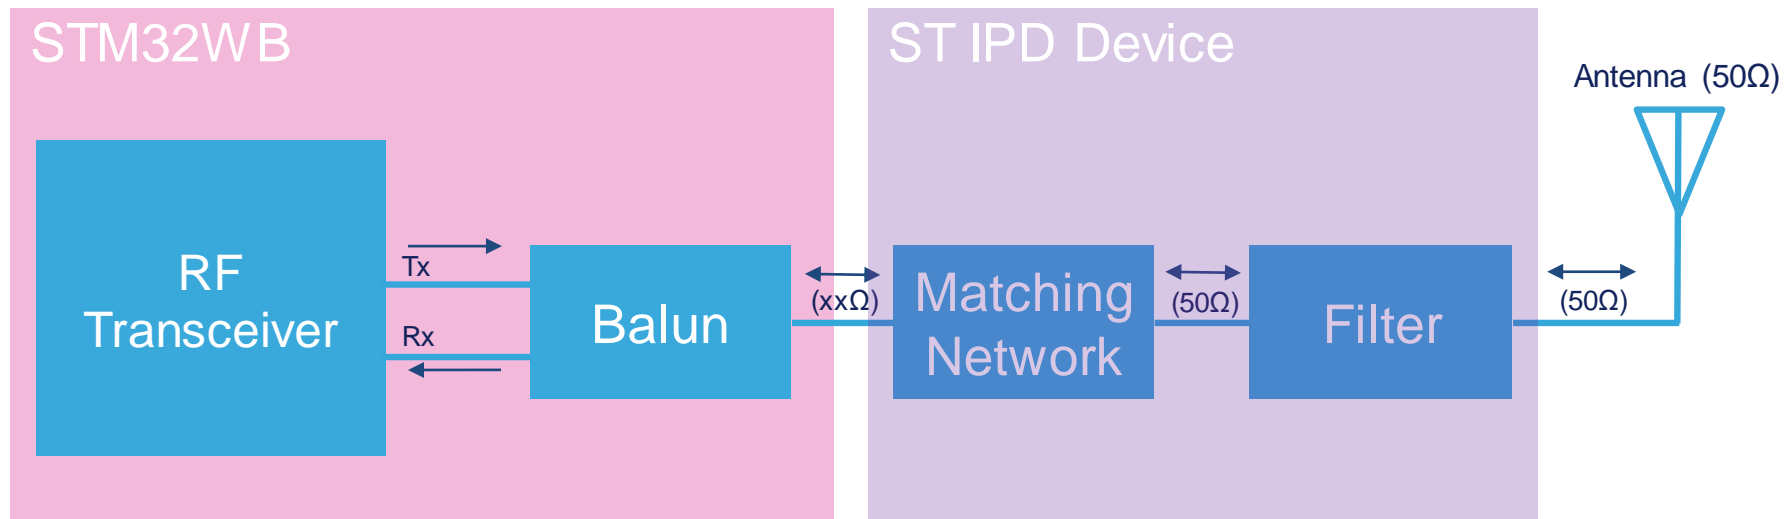 STM32WB
ST IPD Device
Antenna (50Ω)
RF
Transceiver
Tx
Rx
Balun
(xxΩ)
Matching
Network
(50Ω)
Filter
(50Ω)